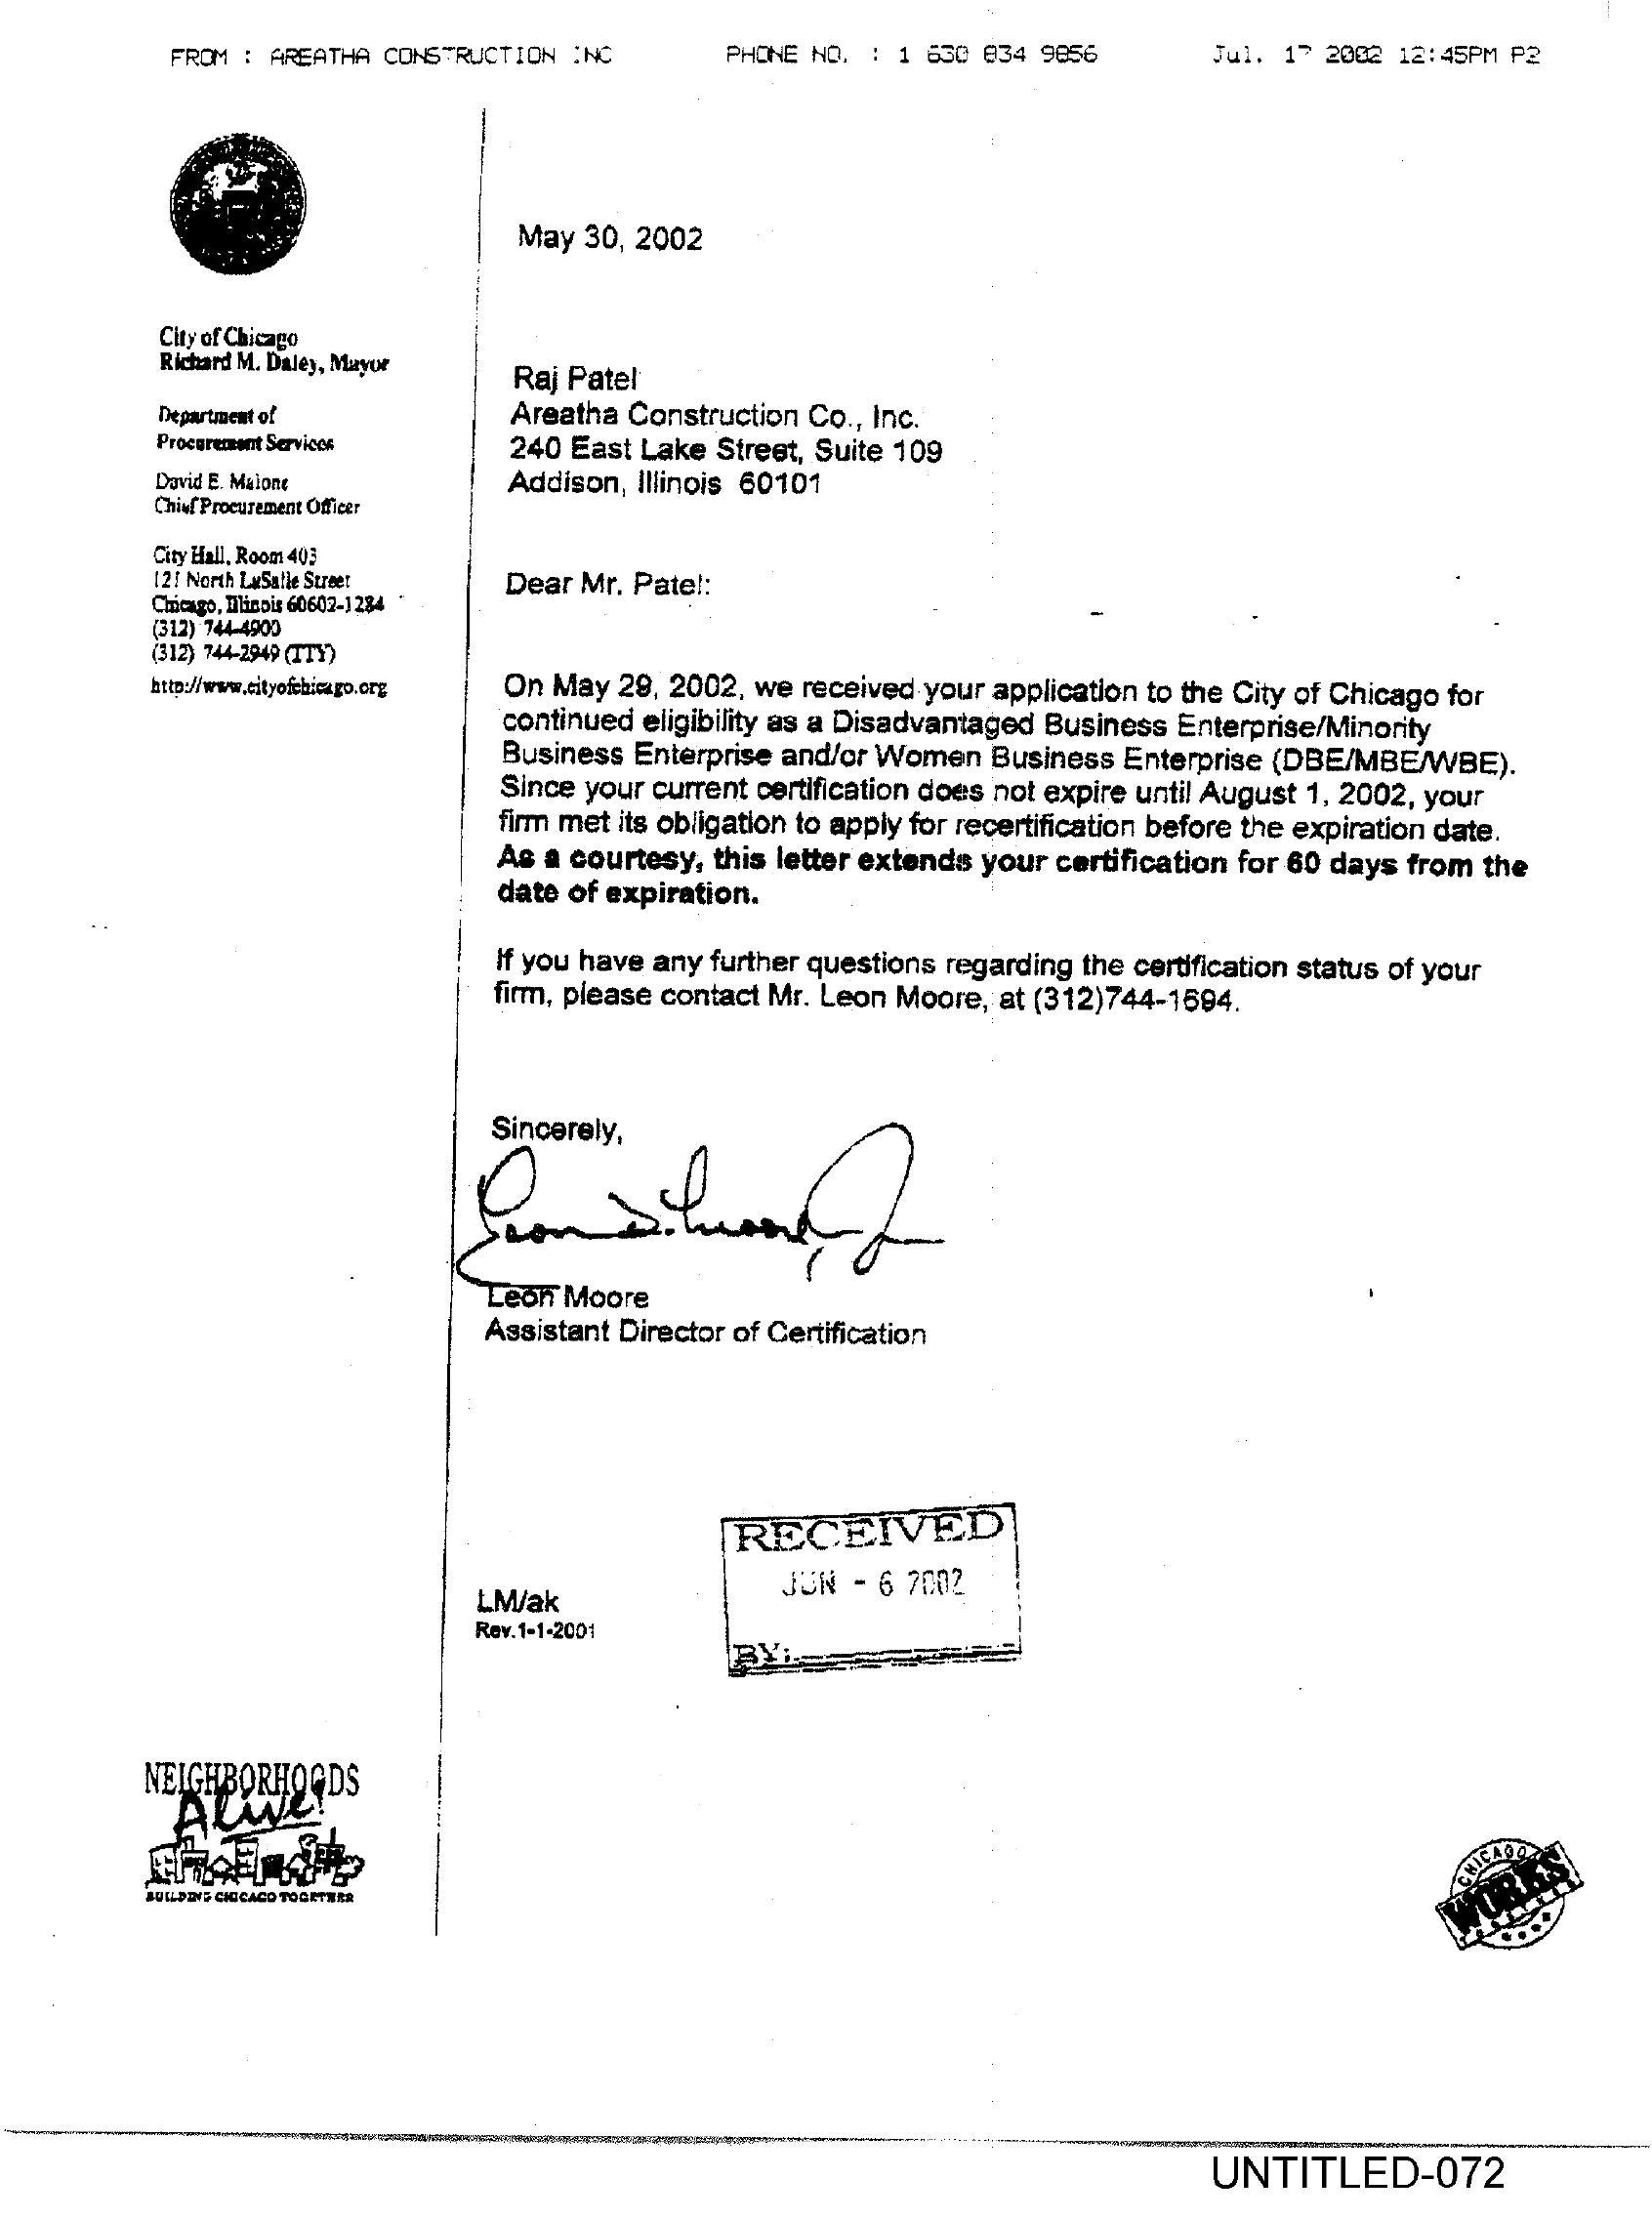 FROM : AREATHA CONSTRUCTION INC PHONE NO. : 1 630 834 9856 Jul. 17 2002 12:45PM P2
May 30, 2002
City of Chicago
Richard M. Daley, Mayor
Department of
Procurement Services
David E. Malone
Chief Procurement Officer
City Hall, Room 403
121 North LaSalle Street
Chicago, Illinois 60602-1284
(312) 744-4900
(312) 744-2949 (TTY)
http://www.cityofchicago.org
Raj Patel
Areatha Construction Co., Inc.
240 East Lake Street, Suite 109
Addison, Illinois 60101
Dear Mr. Patel:
On May 29, 2002, we received your application to the City of Chicago for
continued eligibility as a Disadvantaged Business Enterprise/Minority
Business Enterprise and/or Women Business Enterprise (DBE/MBE/WBE).
Since your current certification does not expire until August 1, 2002, your
firm met its obligation to apply for recertification before the expiration date.
As a courtesy, this letter extends your certification for 60 days from the
date of expiration.
If you have any further questions regarding the certification status of your
firm, please contact Mr. Leon Moore, at (312)744-1694.
Sincerely,
Leon Moore
Assistant Director of Certification
RECEIVED
JUN - 6 2002
BY:
LM/ak
Rev.1-1-2001
NEIGHBORHOODS
Alive!
BUILDING CHICAGO TOGETHER
CHICAGO
WORKS
UNTITLED-072